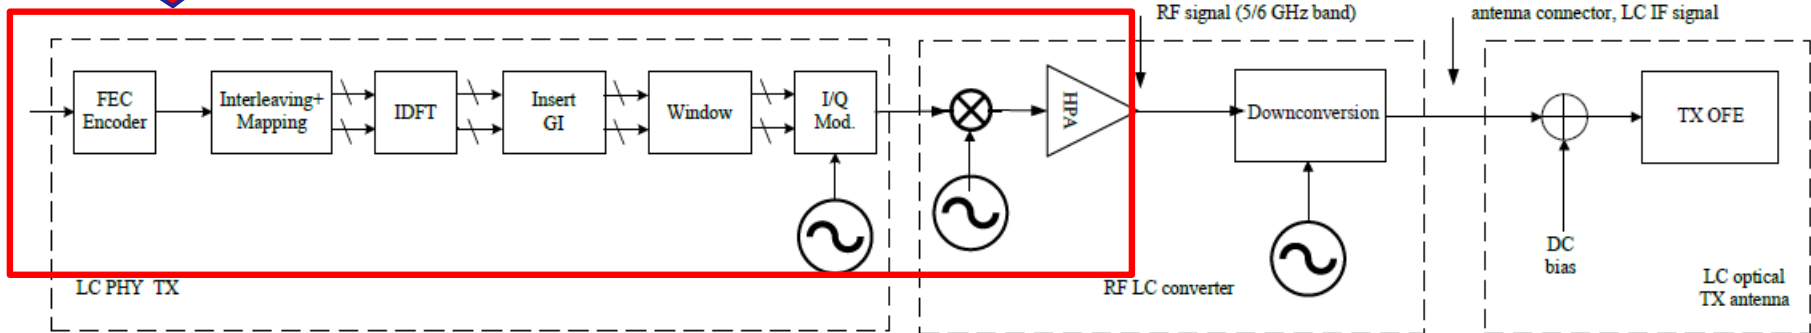 RF signal (5/6 GHz band)
antenna connector, LC IF signal
FEC
Encoder
Interleaving+
Mapping
IDFT
Insert
GI
Window
I/Q
Mod.
HPA
Downconversion
TX OFE
DC
bias
LC PHY TX
RF LC converter
LC optical
TX antenna